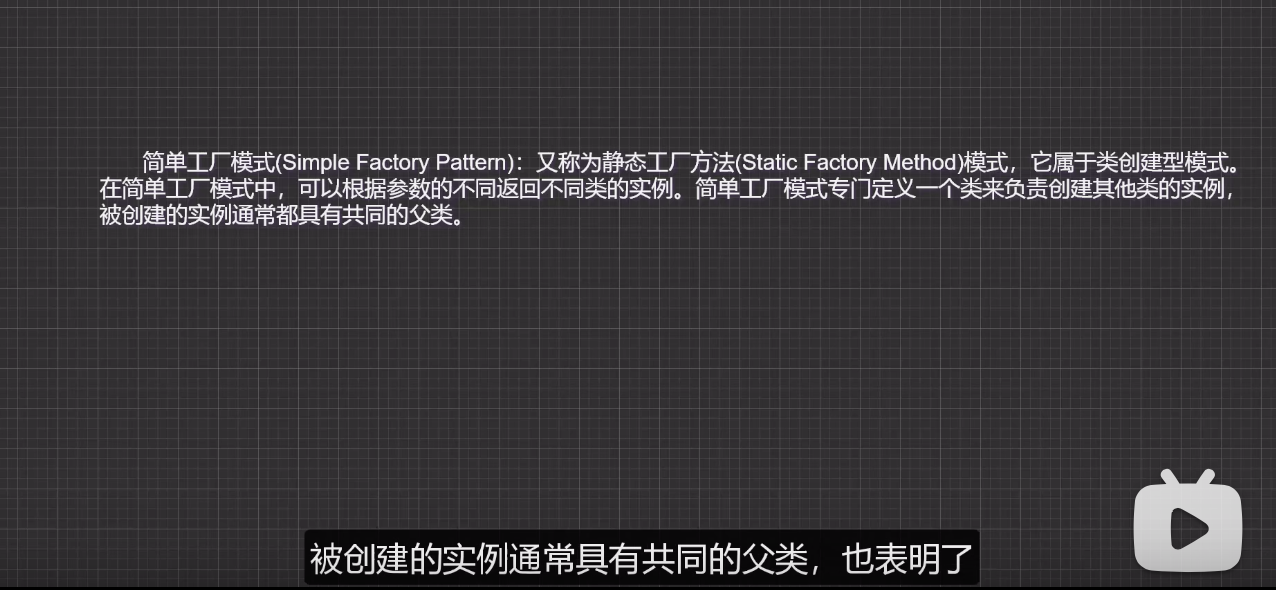 简单工厂模式(Simple Factory Pattern)：又称为静态工厂方法(Static Factory Method)模式，它属于类创建型模式。
在简单工厂模式中，可以根据参数的不同返回不同类的实例。简单工厂模式专门定义一个类来负责创建其他类的实例，
被创建的实例通常都具有共同的父类。
被创建的实例通常具有共同的父类，也表明了